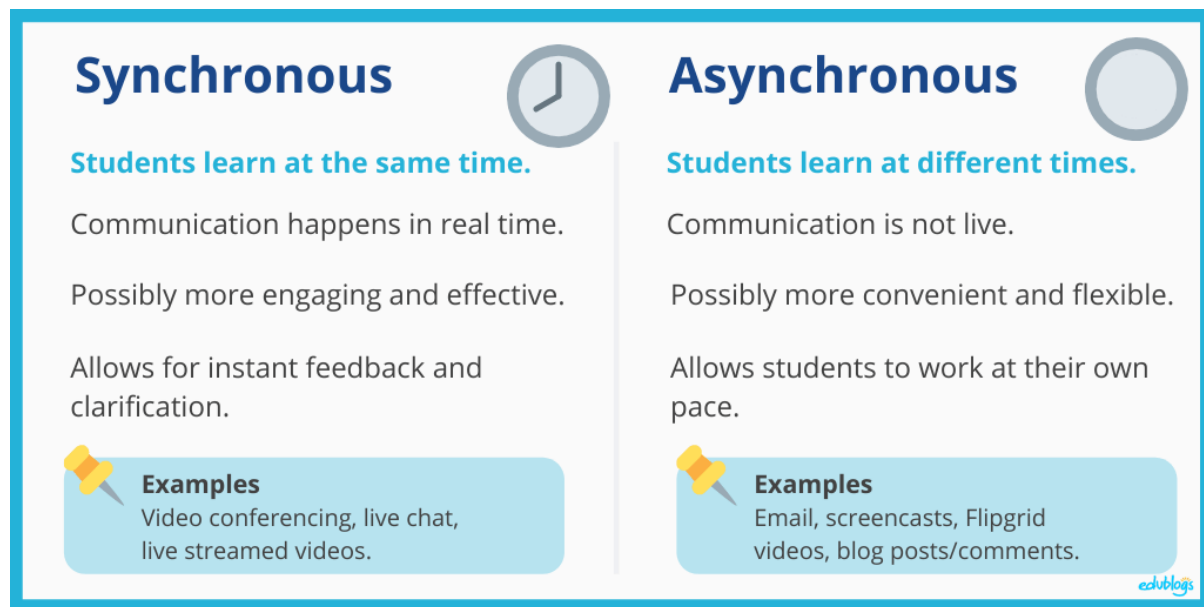 Synchronous
Students learn at the same time.
Communication happens in real time.
Possibly more engaging and effective.
Allows for instant feedback and
clarification.
Examples
Video conferencing, live chat,
live streamed videos.
Asynchronous
Students learn at different times.
Communication is not live.
Possibly more convenient and flexible.
Allows students to work at their own
pace.
Examples
Email, screencasts, Flipgrid
videos, blog posts/comments.
edublogs